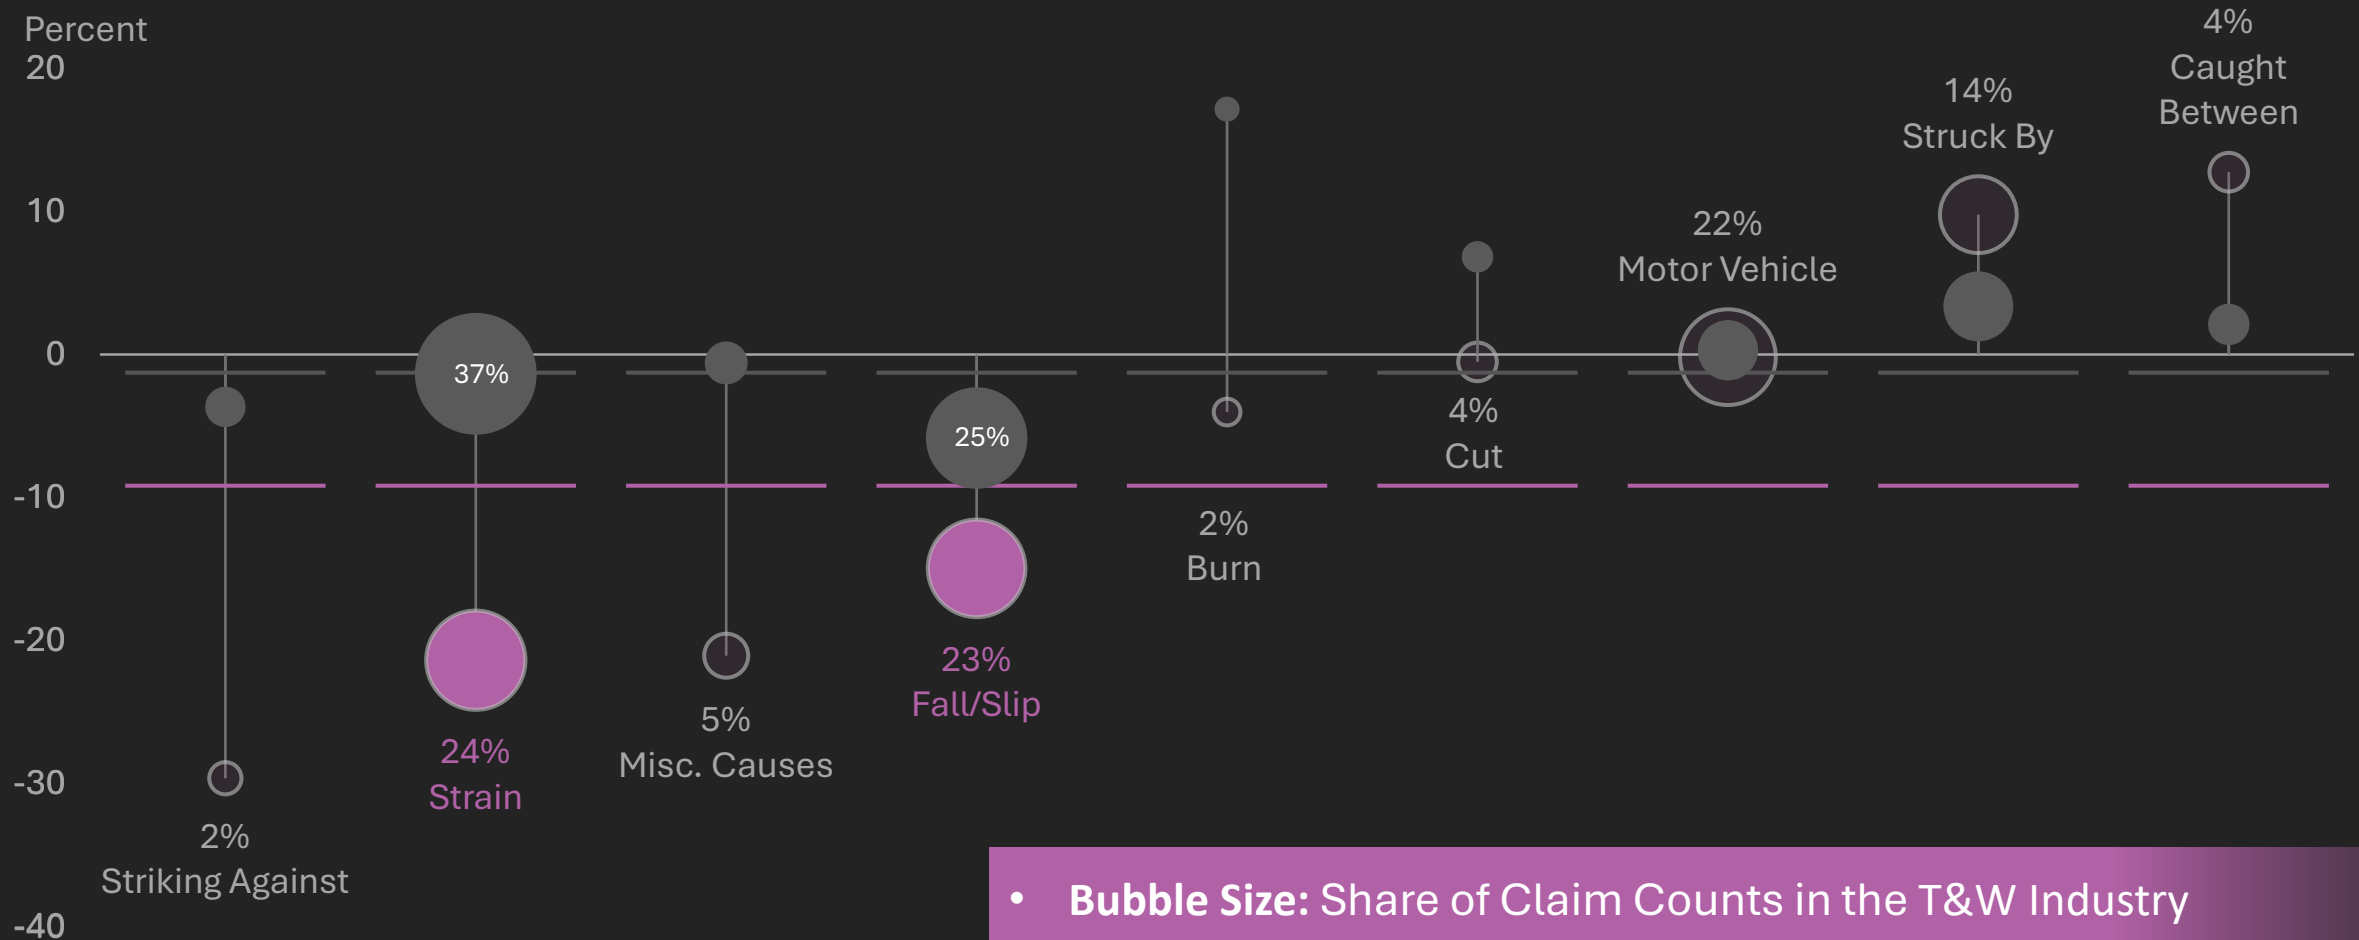 Percent
20
10
0
-10
-20
-30
-40
2%
Striking Against
37%
24%
Strain
5%
Misc. Causes
25%
23%
Fall/Slip
2%
Burn
4%
Cut
22%
Motor Vehicle
14%
Struck By
4%
Caught
Between
• Bubble Size: Share of Claim Counts in the T&W Industry